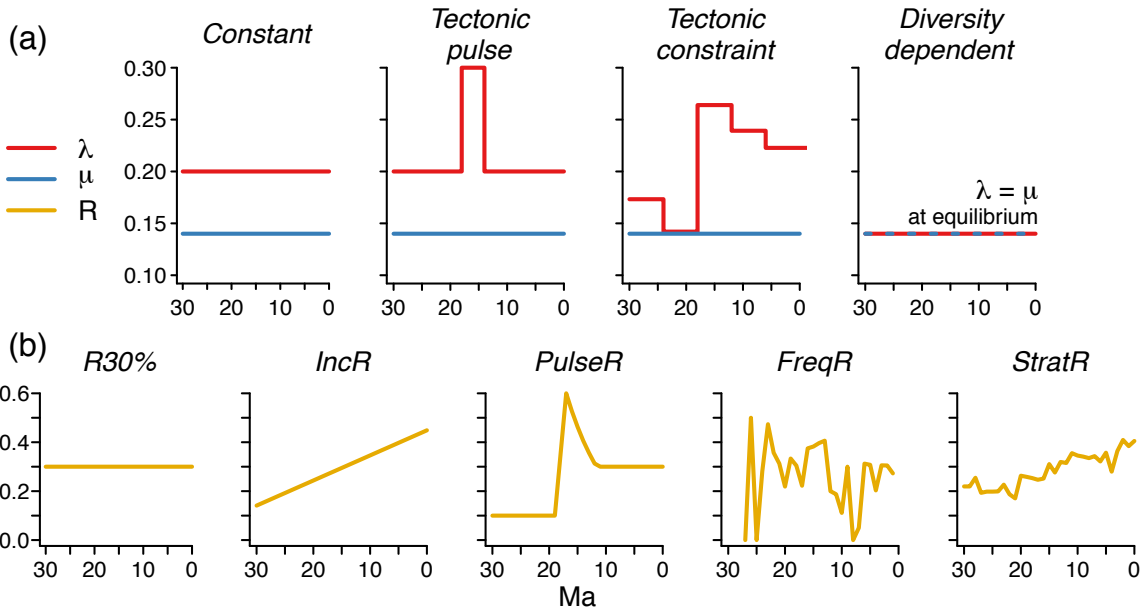 (a)
Constant
Tectonic
pulse
Tectonic
constraint
Diversity
dependent
0.30
0.25
0.20
0.15
0.10
λ
μ
R
λ = μ
at equilibrium
30 20 10 0
30 20 10 0
30 20 10 0
30 20 10 0
(b)
R30%
IncR
PulseR
FreqR
StratR
0.6
0.4
0.2
0.0
30 20 10 0
30 20 10 0
30 20 10 0
30 20 10 0
30 20 10 0
Ma